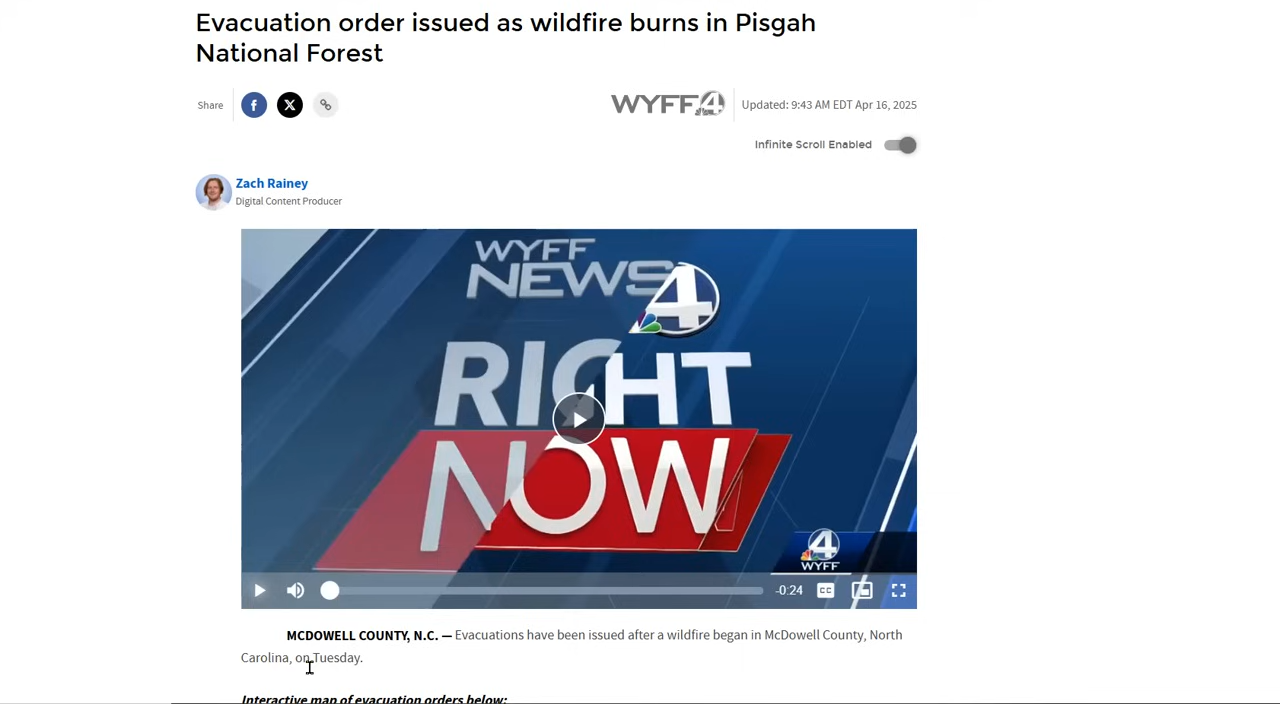 Evacuation order issued as wildfire burns in Pisgah
National Forest
Share
WYFF 4
Updated: 9:43 AM EDT Apr 16, 2025
Infinite Scroll Enabled
Zach Rainey
Digital Content Producer
WYFF
NEWS 4
RIGHT
NOW
4
WYFF
-0:24
CC
MCDOWELL COUNTY, N.C. — Evacuations have been issued after a wildfire began in McDowell County, North
Carolina, on Tuesday.
Interactive map of evacuation orders below: